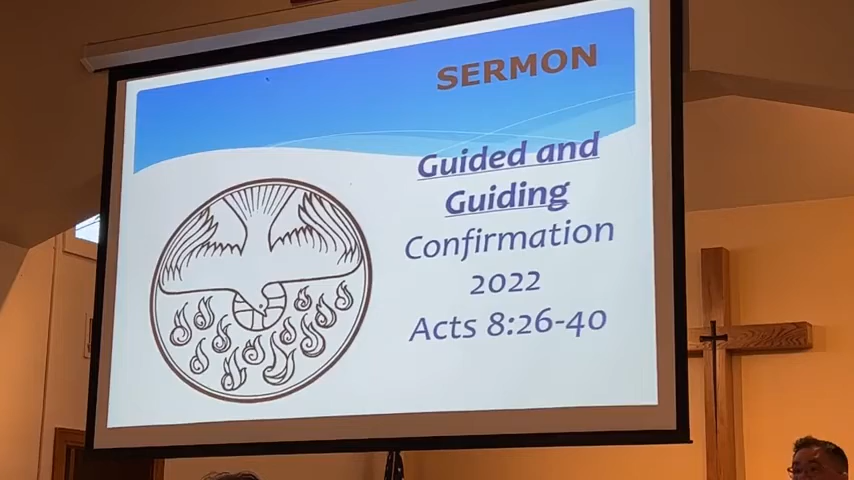 SERMON
Guided and
Guiding
Confirmation
2022
Acts 8:26-40